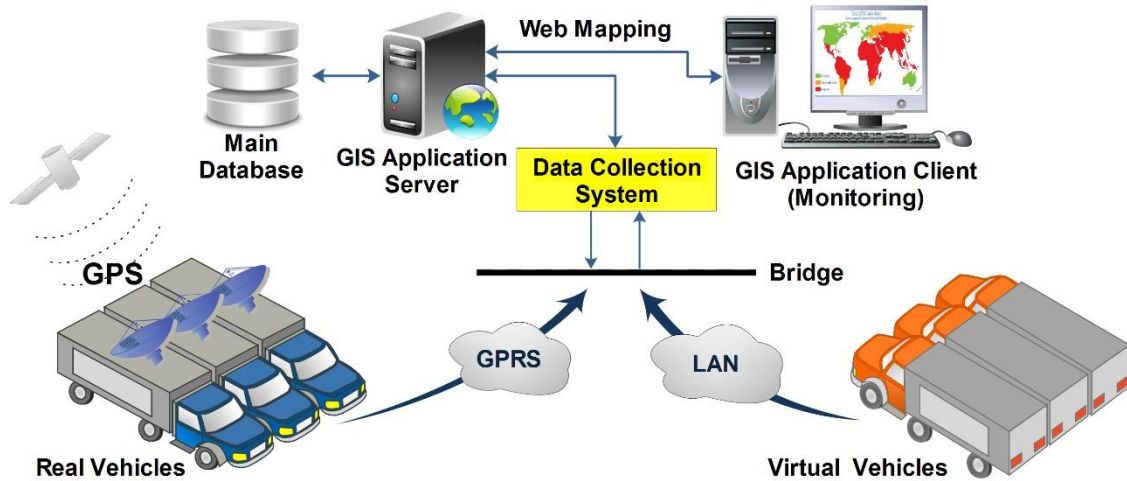 Web Mapping
Main
Database
GIS Application
Server
Data Collection
System
GIS Application Client
(Monitoring)
GPS
Bridge
GPRS
LAN
Real Vehicles
Virtual Vehicles